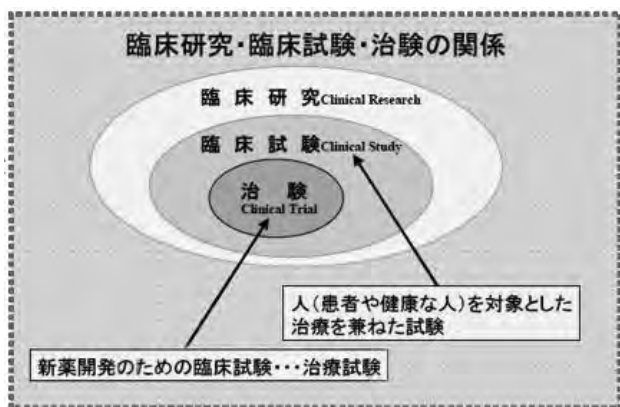 臨床研究・臨床試験・治験の関係
臨床研究Clinical Research
臨床試験Clinical Study
治験
Clinical Trial
人(患者や健康な人)を対象とした
治療を兼ねた試験
新薬開発のための臨床試験・・・治療試験